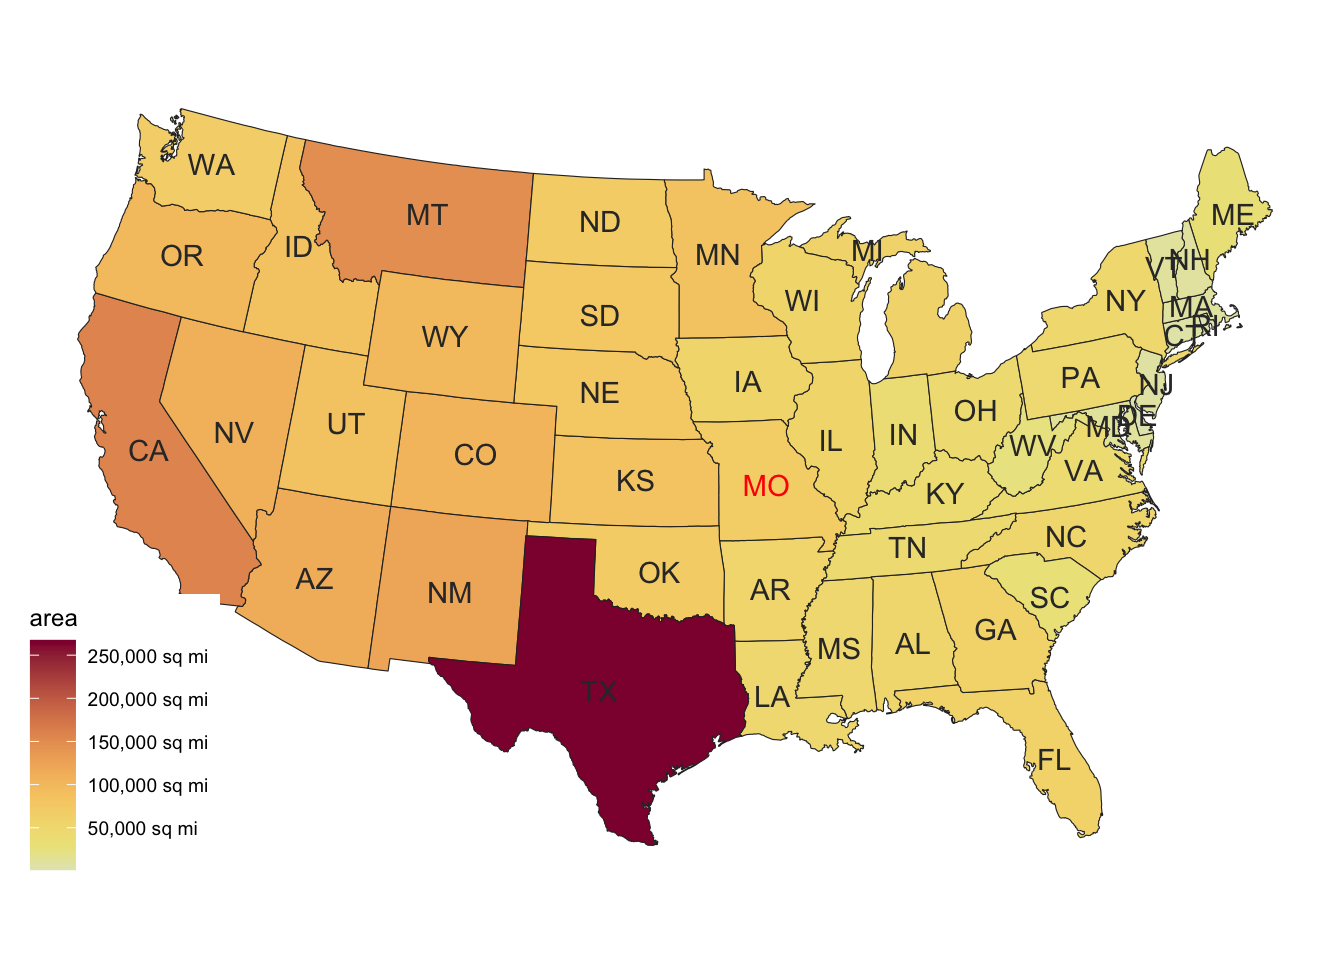 WA
MT
ND
MN
ME
OR
ID
SD
WI
MI
NY
VT
NH
MA
RI
CT
WY
NE
IA
PA
NJ
CA
NV
UT
CO
KS
MO
IL
IN
OH
WV
MD
DE
VA
KY
AZ
NM
OK
AR
TN
NC
SC
TX
LA
MS
AL
GA
FL
area
250,000 sq mi
200,000 sq mi
150,000 sq mi
100,000 sq mi
50,000 sq mi